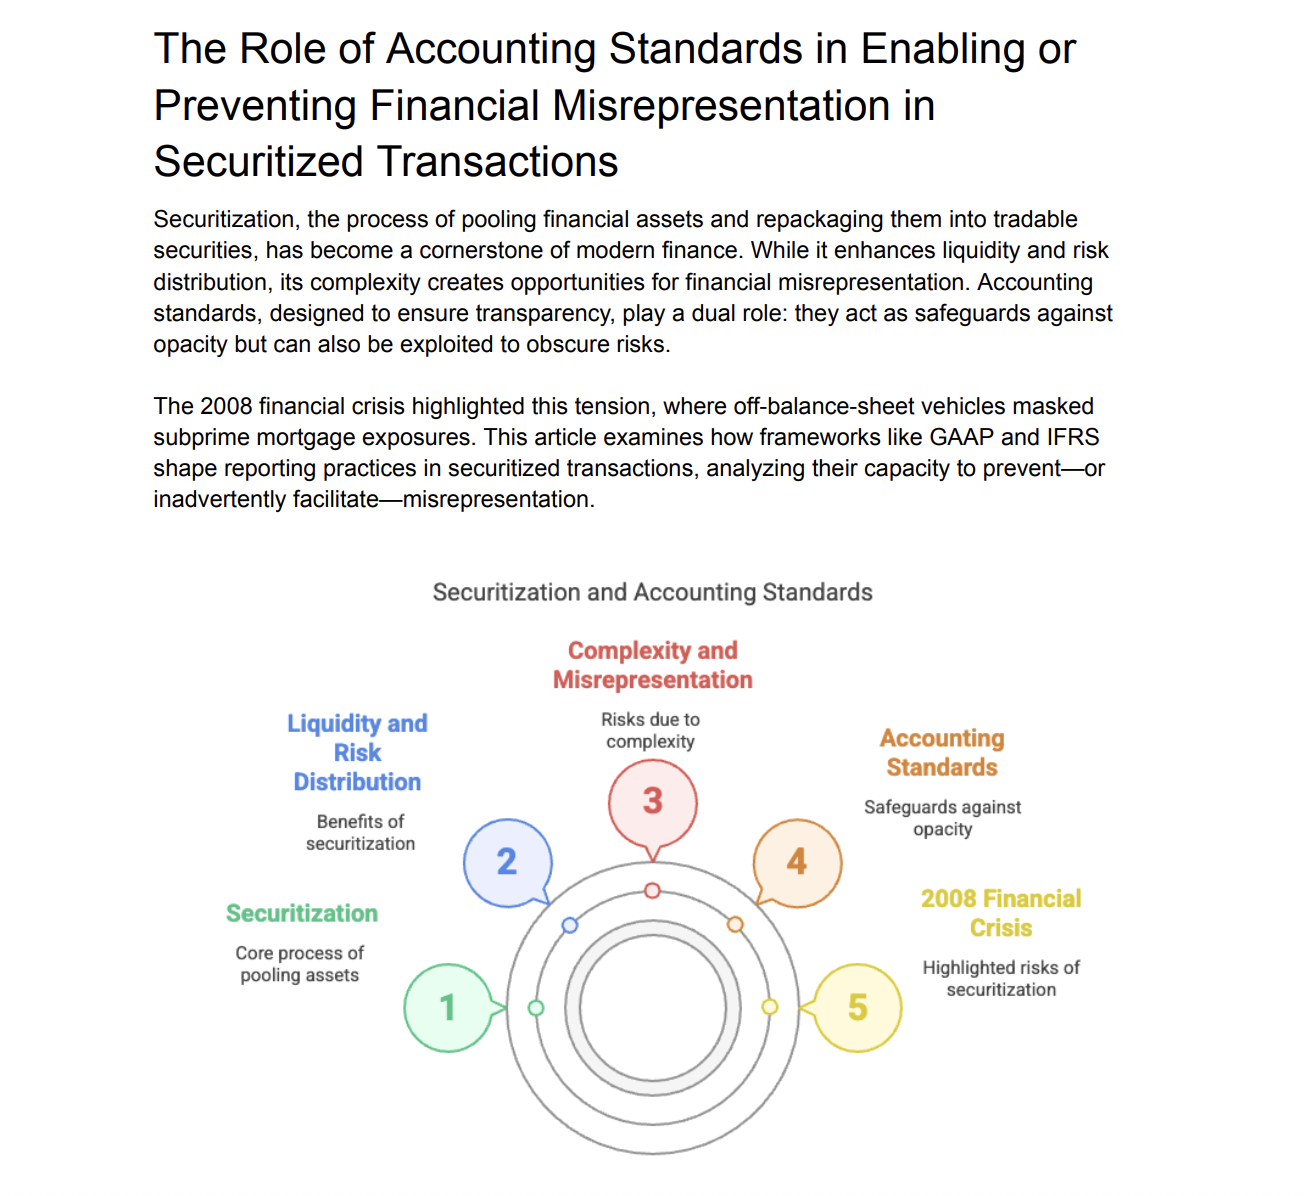 The Role of Accounting Standards in Enabling or
Preventing Financial Misrepresentation in
Securitized Transactions
Securitization, the process of pooling financial assets and repackaging them into tradable
securities, has become a cornerstone of modern finance. While it enhances liquidity and risk
distribution, its complexity creates opportunities for financial misrepresentation. Accounting
standards, designed to ensure transparency, play a dual role: they act as safeguards against
opacity but can also be exploited to obscure risks.
The 2008 financial crisis highlighted this tension, where off-balance-sheet vehicles masked
subprime mortgage exposures. This article examines how frameworks like GAAP and IFRS
shape reporting practices in securitized transactions, analyzing their capacity to prevent—or
inadvertently facilitate—misrepresentation.
Securitization and Accounting Standards
Securitization
Core process of
pooling assets
1
Liquidity and
Risk
Distribution
Benefits of
securitization
2
Complexity and
Misrepresentation
Risks due to
complexity
3
Accounting
Standards
Safeguards against
opacity
4
2008 Financial
Crisis
Highlighted risks of
securitization
5